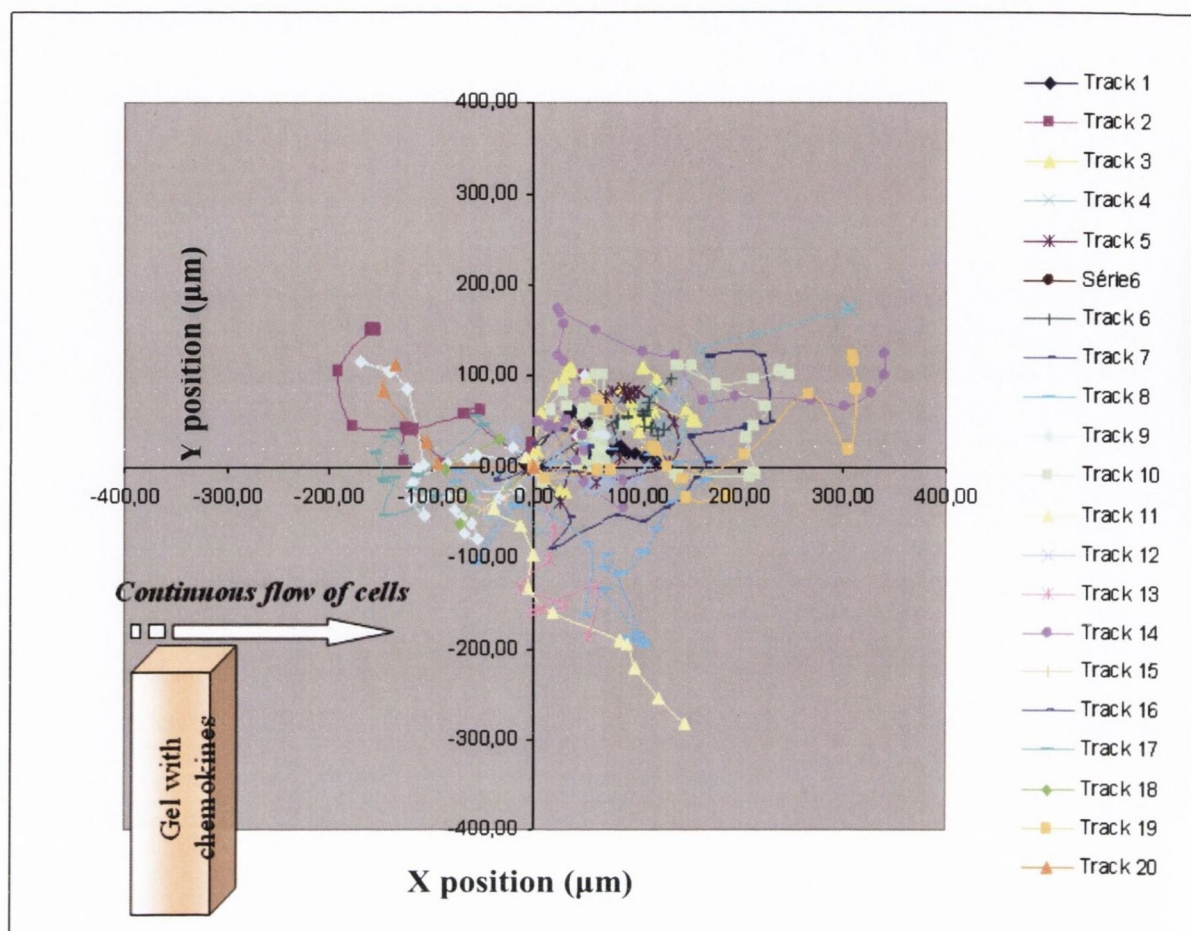 400,00
300,00
200,00
100,00
0,00
-100,00
-200,00
-300,00
-400,00
-400,00 -300,00 -200,00 -100,00 0,00 100,00 200,00 300,00 400,00
Y position (µm)
X position (µm)
Continuous flow of cells
Gel with
chemokines
Track 1
Track 2
Track 3
Track 4
Track 5
Série6
Track 6
Track 7
Track 8
Track 9
Track 10
Track 11
Track 12
Track 13
Track 14
Track 15
Track 16
Track 17
Track 18
Track 19
Track 20